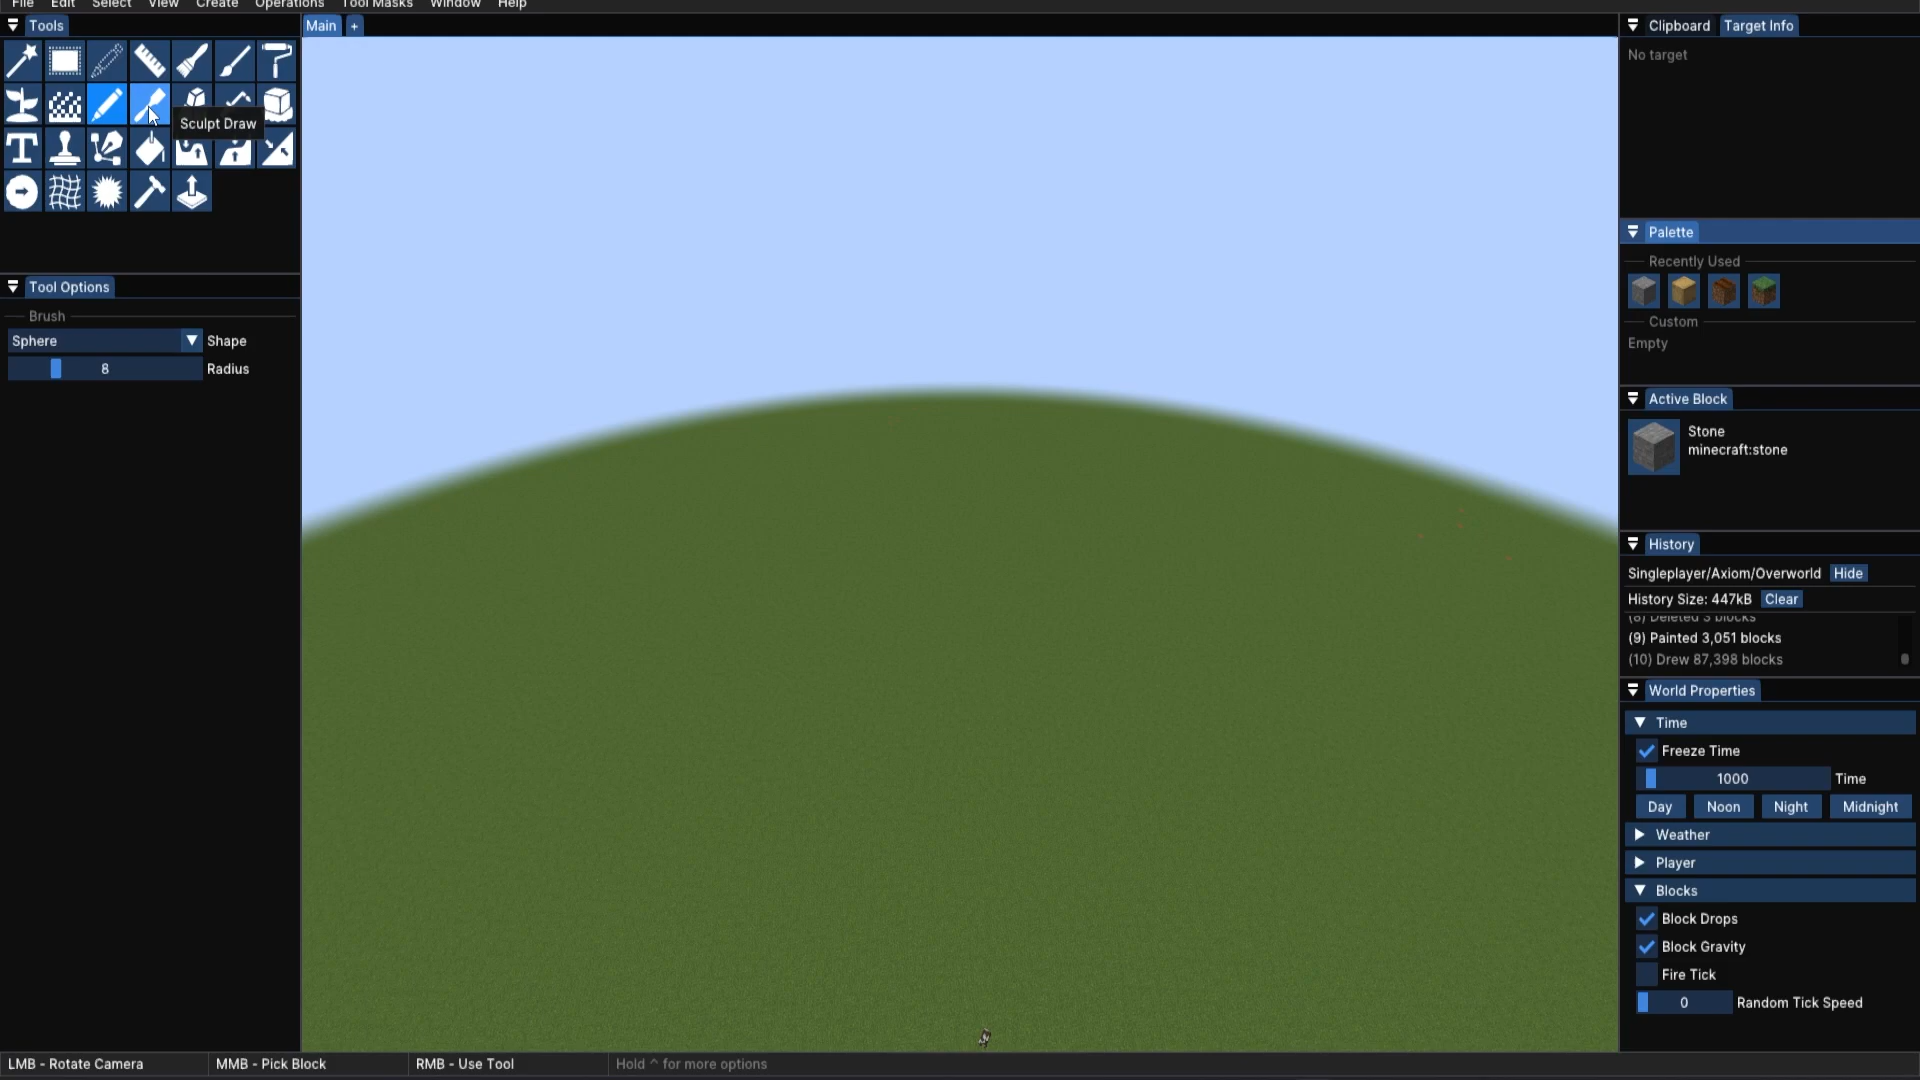 File Edit Select View Create Operations Tool Masks Window Help
Tools
Main +
Clipboard Target Info
No target
Sculpt Draw
Palette
Recently Used
Custom
Empty
Tool Options
Brush
Sphere Shape
8 Radius
Active Block
Stone
minecraft:stone
History
Singleplayer/Axiom/Overworld Hide
History Size: 447kB Clear
(8) Deleted 3 blocks
(9) Painted 3,051 blocks
(10) Drew 87,398 blocks
World Properties
Time
Freeze Time
1000 Time
Day Noon Night Midnight
Weather
Player
Blocks
Block Drops
Block Gravity
Fire Tick
0 Random Tick Speed
LMB - Rotate Camera MMB - Pick Block RMB - Use Tool Hold ^ for more options